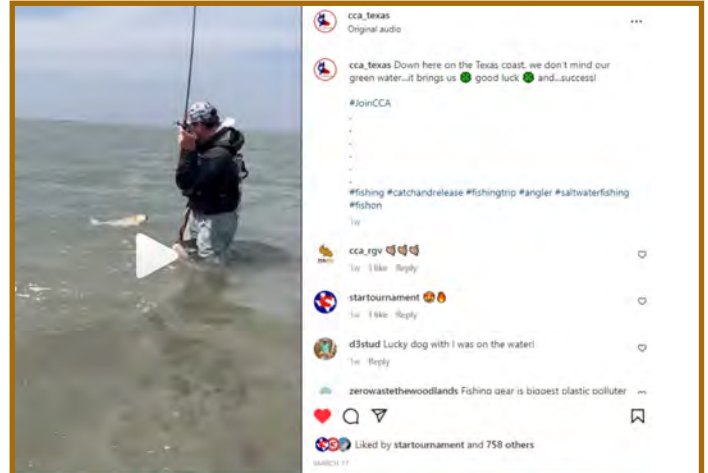 cca_texas
Original audio
cca_texas Down here on the Texas coast, we don't mind our
green water...it brings us 🍀 good luck 🍀 and...success!
#JoinCCA
.
.
.
.
.
#fishing #catchandrelease #fishingtrip #angler #saltwaterfishing
#fishon
1w
cca_rgv
1w 1 like Reply
startournament 🤩🔥
1w 1 like Reply
d3stud Lucky dog with I was on the water!
1w Reply
zerowastethewoodlands Fishing gear is biggest plastic polluter
Liked by startournament and 758 others
MARCH 17